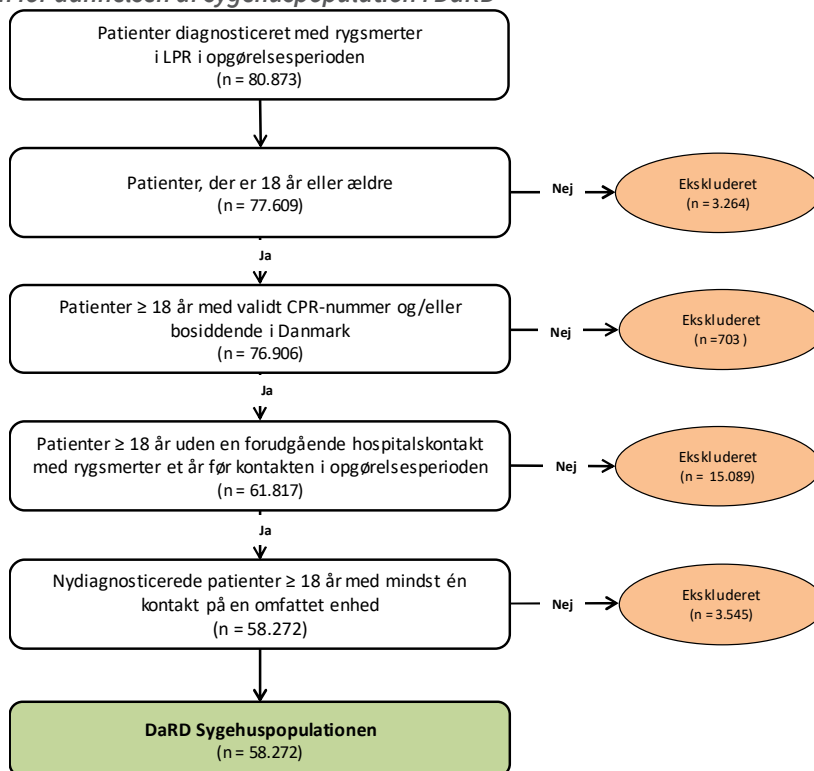 dannelsen af sygehuspopulation i DaRD
Patienter diagnosticeret med rygsmerter
i LPR i opgørelsesperioden
(n = 80.873)
Patienter, der er 18 år eller ældre
(n = 77.609)
Nej
Ekskluderet
(n = 3.264)
Ja
Patienter ≥ 18 år med validt CPR-nummer og/eller
bosiddende i Danmark
(n = 76.906)
Nej
Ekskluderet
(n =703 )
Ja
Patienter ≥ 18 år uden en forudgående hospitalskontakt
med rygsmerter et år før kontakten i opgørelsesperioden
(n = 61.817)
Nej
Ekskluderet
(n = 15.089)
Ja
Nydiagnosticerede patienter ≥ 18 år med mindst én
kontakt på en omfattet enhed
(n = 58.272)
Nej
Ekskluderet
(n = 3.545)
DaRD Sygehuspopulationen
(n = 58.272)